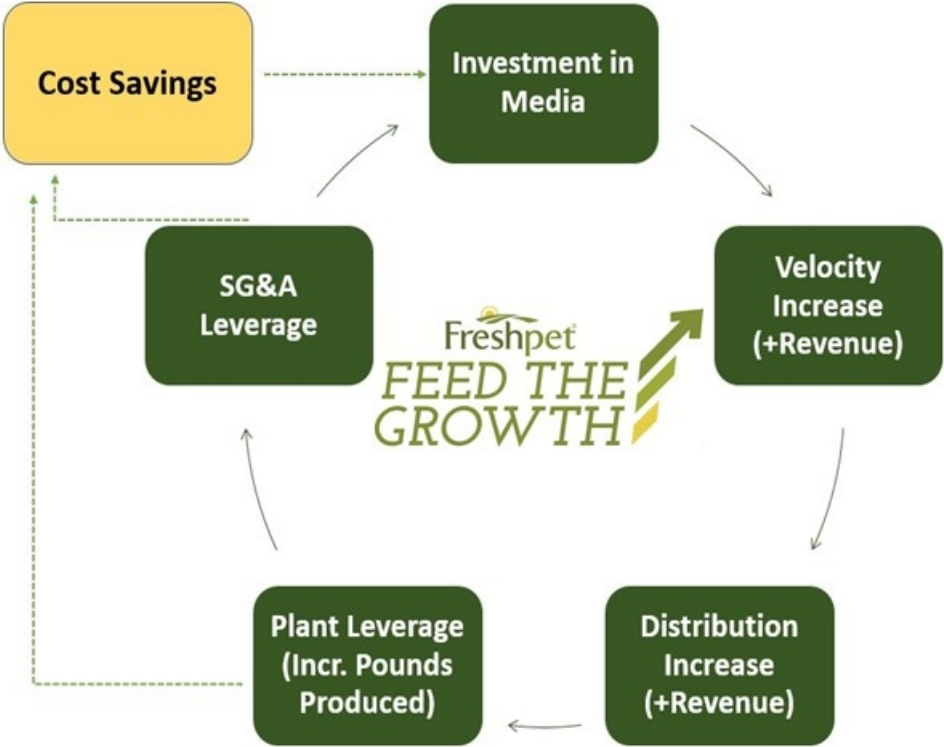 Cost Savings
Investment in
Media
Velocity
Increase
(+Revenue)
SG&A
Leverage
Freshpet
FEED THE
GROWTH
Plant Leverage
(Incr. Pounds
Produced)
Distribution
Increase
(+Revenue)